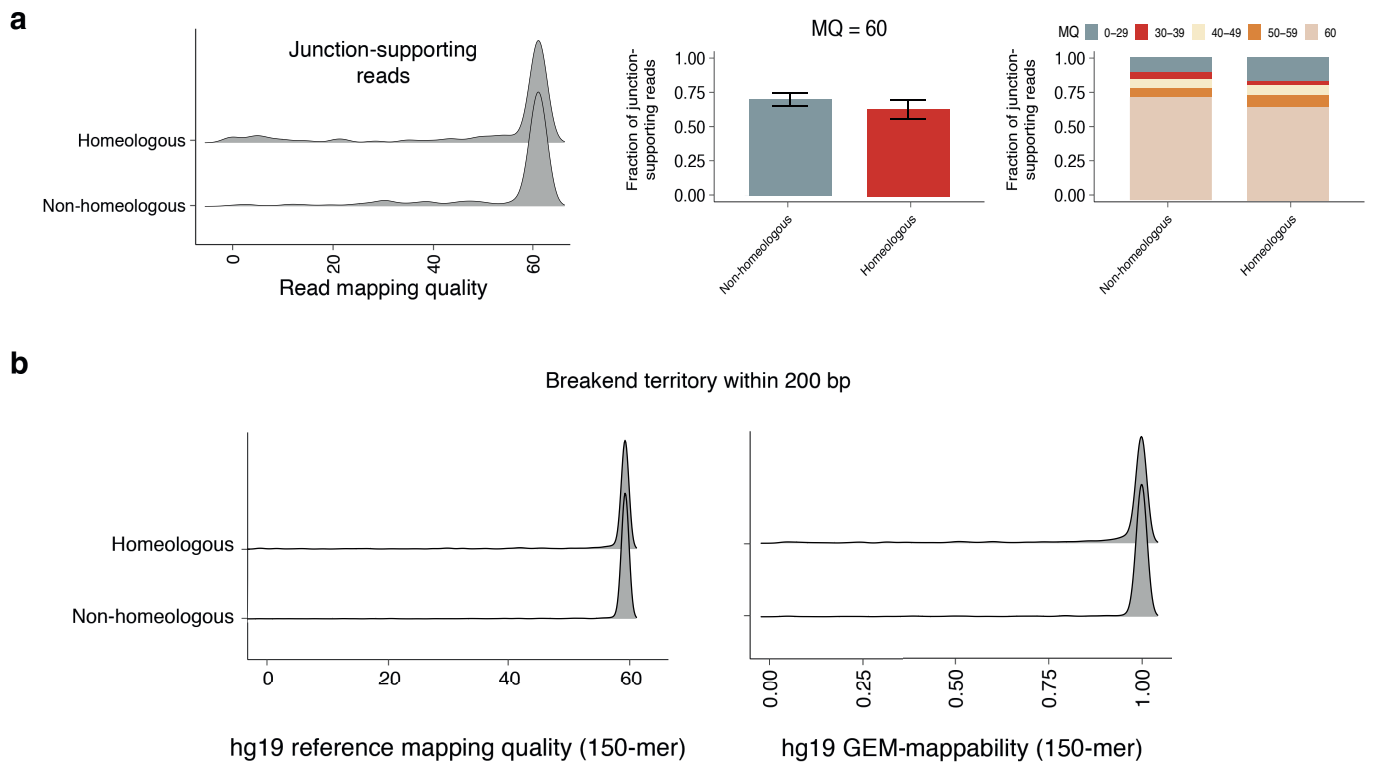 a
Junction-supporting
reads
Homeologous
Non-homeologous
0
20
40
60
Read mapping quality
MQ = 60
Fraction of junction-
supporting reads
1.00
0.75
0.50
0.25
0.00
Non-homeologous
Homeologous
MQ 0–29 30–39 40–49 50–59 60
Fraction of junction-
supporting reads
1.00
0.75
0.50
0.25
0.00
Non-homeologous
Homeologous
b
Breakend territory within 200 bp
Homeologous
Non-homeologous
0 20 40 60
hg19 reference mapping quality (150-mer)
0.00
0.25
0.50
0.75
1.00
hg19 GEM-mappability (150-mer)